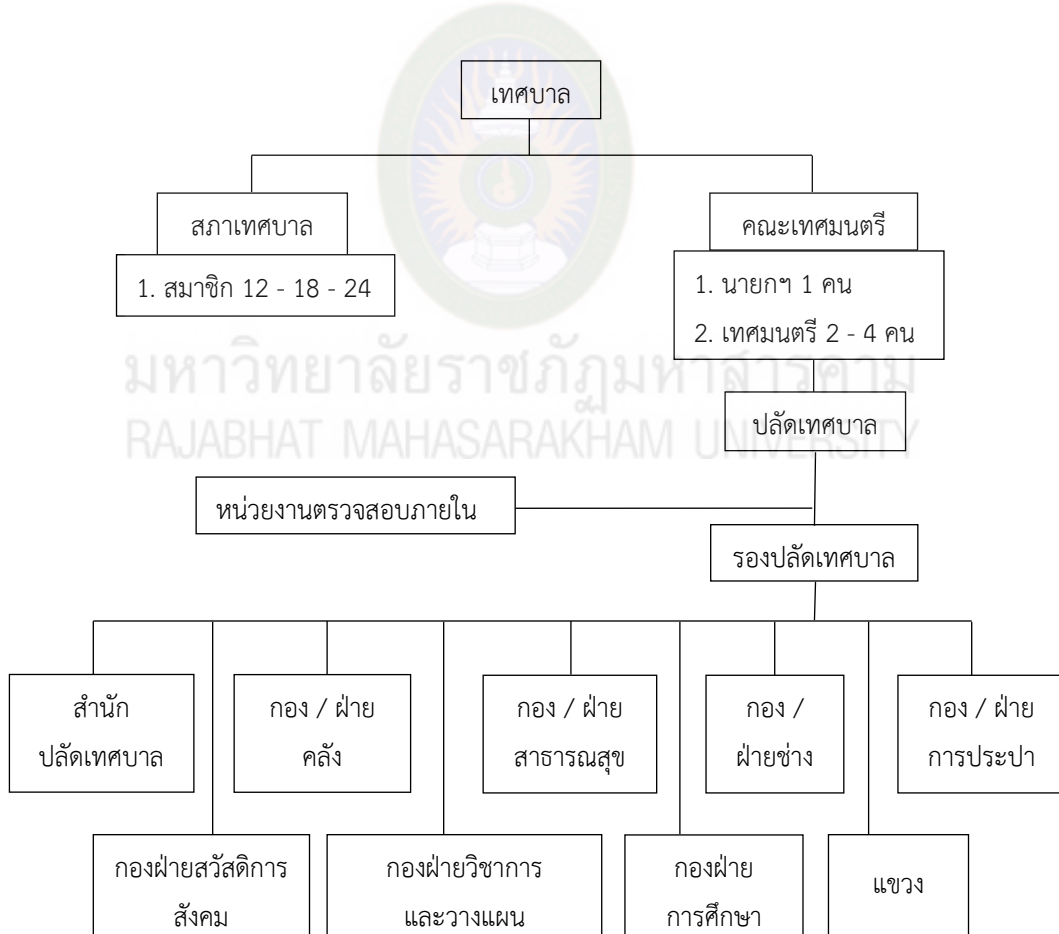 เทศบาล
สภาเทศบาล
1. สมาชิก 12 - 18 - 24
คณะเทศมนตรี
1. นายกฯ 1 คน
2. เทศมนตรี 2 - 4 คน
มหาวิทยาลัยราชภัฏมหาสารคาม
RAJABHAT MAHASARAKHAM UNIVERSITY
ปลัดเทศบาล
หน่วยงานตรวจสอบภายใน
รองปลัดเทศบาล
สำนัก
ปลัดเทศบาล
กอง / ฝ่าย
คลัง
กอง / ฝ่าย
สาธารณสุข
กอง /
ฝ่ายช่าง
กอง / ฝ่าย
การประปา
กองฝ่ายสวัสดิการ
สังคม
กองฝ่ายวิชาการ
และวางแผน
กองฝ่าย
การศึกษา
แขวง